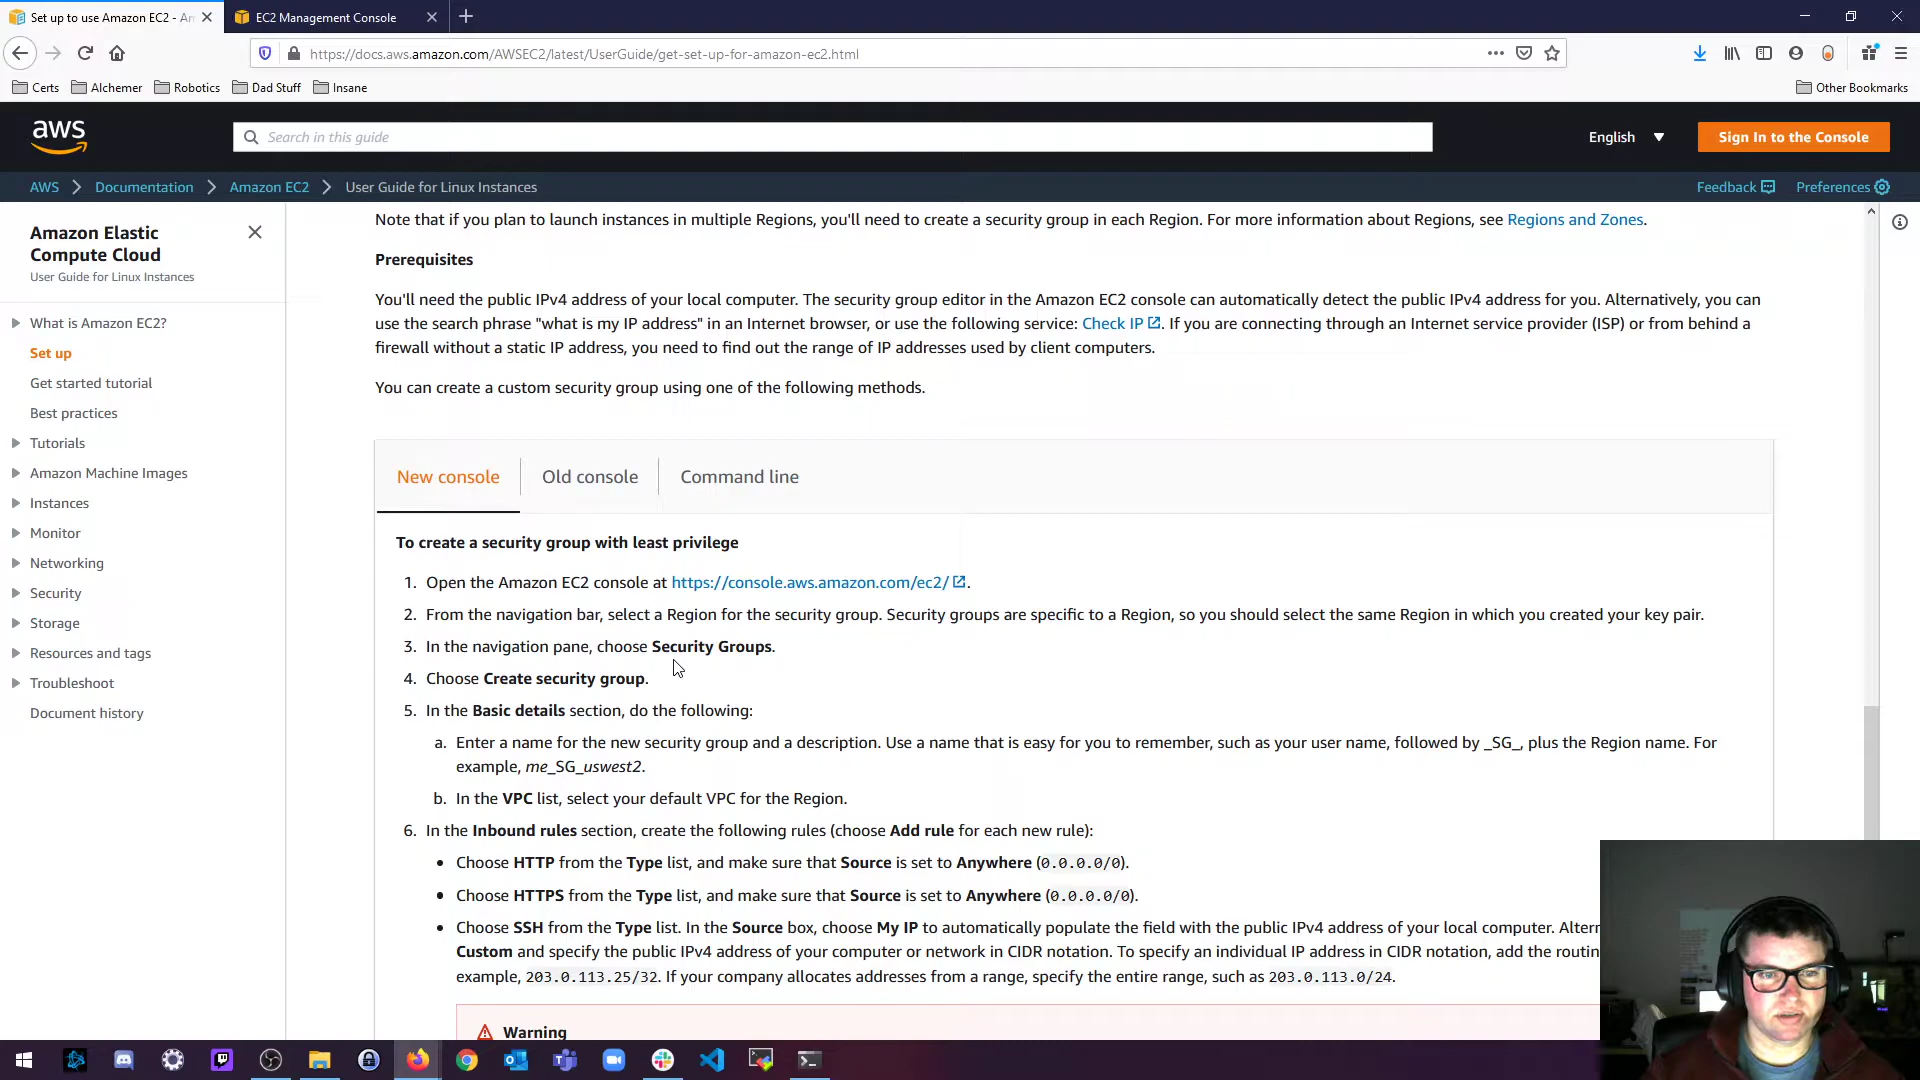 Set up to use Amazon EC2 - Am
EC2 Management Console
https://docs.aws.amazon.com/AWSEC2/latest/UserGuide/get-set-up-for-amazon-ec2.html
Certs
Alchemer
Robotics
Dad Stuff
Insane
Other Bookmarks
aws
Search in this guide
English
Sign In to the Console
AWS
Documentation
Amazon EC2
User Guide for Linux Instances
Feedback
Preferences
Amazon Elastic
Compute Cloud
User Guide for Linux Instances
What is Amazon EC2?
Set up
Get started tutorial
Best practices
Tutorials
Amazon Machine Images
Instances
Monitor
Networking
Security
Storage
Resources and tags
Troubleshoot
Document history
Note that if you plan to launch instances in multiple Regions, you'll need to create a security group in each Region. For more information about Regions, see Regions and Zones.
Prerequisites
You'll need the public IPv4 address of your local computer. The security group editor in the Amazon EC2 console can automatically detect the public IPv4 address for you. Alternatively, you can
use the search phrase "what is my IP address" in an Internet browser, or use the following service: Check IP. If you are connecting through an Internet service provider (ISP) or from behind a
firewall without a static IP address, you need to find out the range of IP addresses used by client computers.
You can create a custom security group using one of the following methods.
New console
Old console
Command line
To create a security group with least privilege
1. Open the Amazon EC2 console at https://console.aws.amazon.com/ec2/.
2. From the navigation bar, select a Region for the security group. Security groups are specific to a Region, so you should select the same Region in which you created your key pair.
3. In the navigation pane, choose Security Groups.
4. Choose Create security group.
5. In the Basic details section, do the following:
a. Enter a name for the new security group and a description. Use a name that is easy for you to remember, such as your user name, followed by _SG_, plus the Region name. For
example, me_SG_uswest2.
b. In the VPC list, select your default VPC for the Region.
6. In the Inbound rules section, create the following rules (choose Add rule for each new rule):
• Choose HTTP from the Type list, and make sure that Source is set to Anywhere (0.0.0.0/0).
• Choose HTTPS from the Type list, and make sure that Source is set to Anywhere (0.0.0.0/0).
• Choose SSH from the Type list. In the Source box, choose My IP to automatically populate the field with the public IPv4 address of your local computer. Altern
Custom and specify the public IPv4 address of your computer or network in CIDR notation. To specify an individual IP address in CIDR notation, add the routin
example, 203.0.113.25/32. If your company allocates addresses from a range, specify the entire range, such as 203.0.113.0/24.
Warning